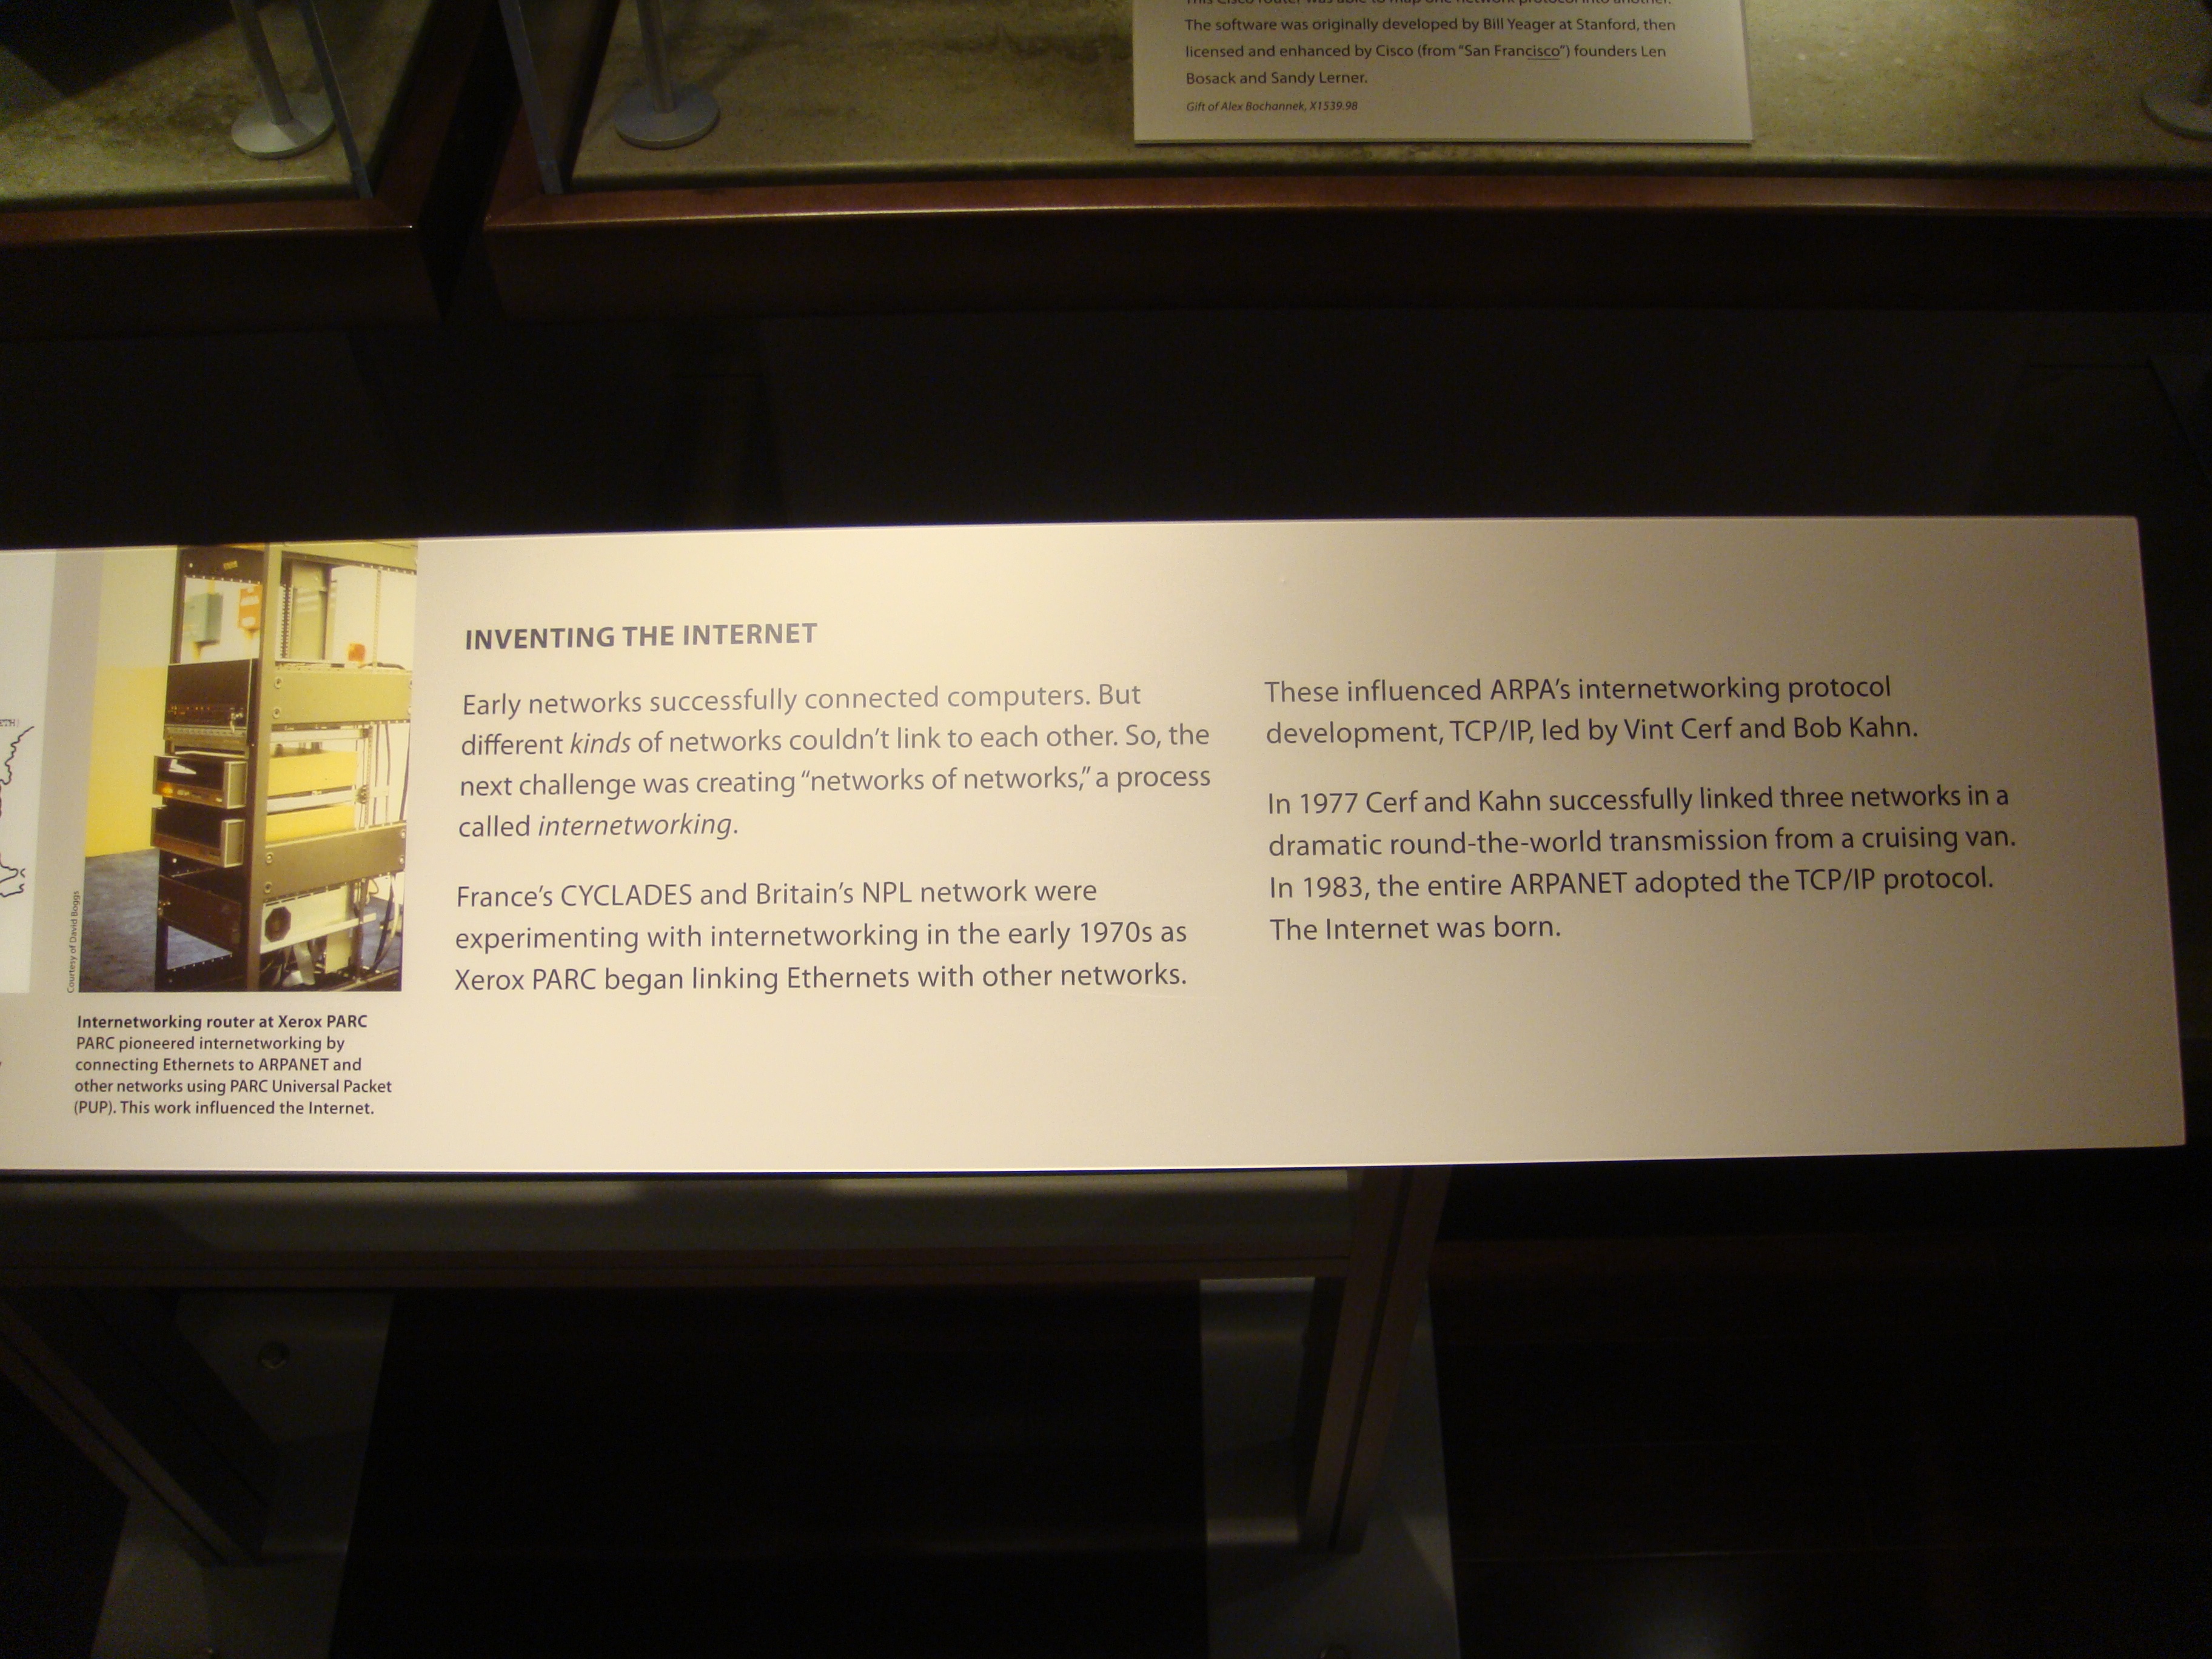 The software was originally developed by Bill Yeager at Stanford, then
licensed and enhanced by Cisco (from “San Francisco”) founders Len
Bosack and Sandy Lerner.
Gift of Alex Bochannek, X1539.98
Courtesy of David Boggs
Internetworking router at Xerox PARC
PARC pioneered internetworking by
connecting Ethernets to ARPANET and
other networks using PARC Universal Packet
(PUP). This work influenced the Internet.
INVENTING THE INTERNET
Early networks successfully connected computers. But
different kinds of networks couldn’t link to each other. So, the
next challenge was creating “networks of networks,” a process
called internetworking.
France’s CYCLADES and Britain’s NPL network were
experimenting with internetworking in the early 1970s as
Xerox PARC began linking Ethernets with other networks.
These influenced ARPA’s internetworking protocol
development, TCP/IP, led by Vint Cerf and Bob Kahn.
In 1977 Cerf and Kahn successfully linked three networks in a
dramatic round-the-world transmission from a cruising van.
In 1983, the entire ARPANET adopted the TCP/IP protocol.
The Internet was born.